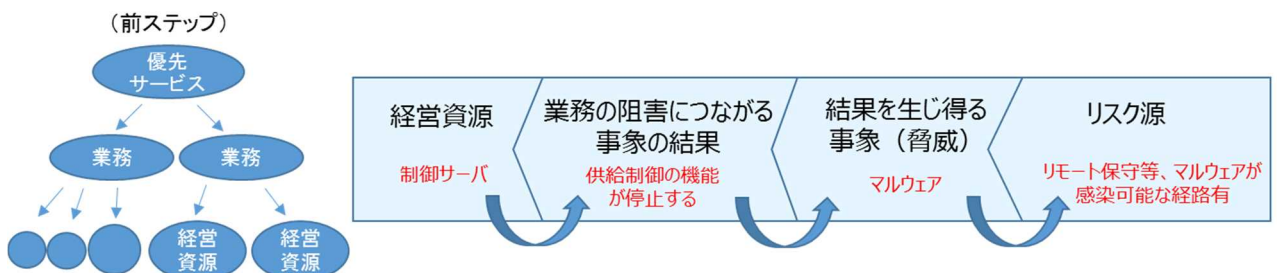 （前ステップ）
優先
サービス
業務
業務
経営
資源
経営
資源
経営資源
制御サーバ
業務の阻害につながる
事象の結果
供給制御の機能
が停止する
結果を生じ得る
事象（脅威）
マルウェア
リスク源
リモート保守等、マルウェアが
感染可能な経路有